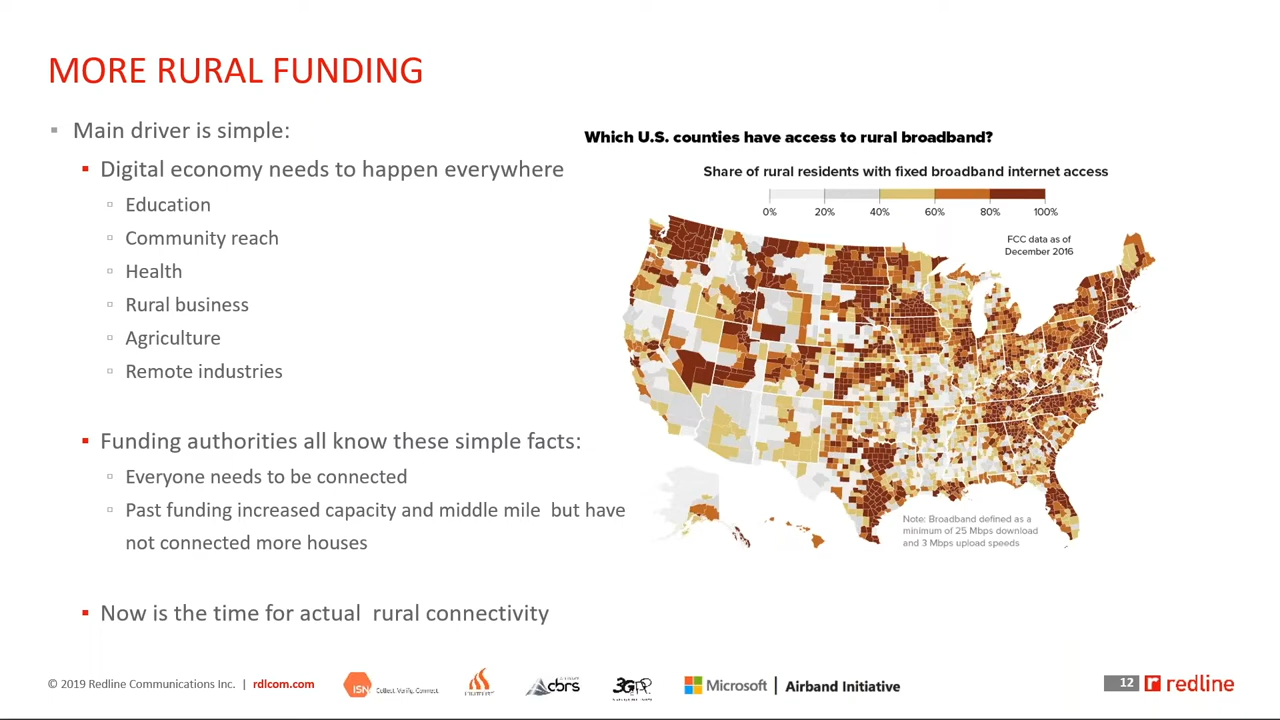 MORE RURAL FUNDING
Main driver is simple:
Digital economy needs to happen everywhere
Education
Community reach
Health
Rural business
Agriculture
Remote industries
Funding authorities all know these simple facts:
Everyone needs to be connected
Past funding increased capacity and middle mile but have
not connected more houses
Now is the time for actual rural connectivity
Which U.S. counties have access to rural broadband?
Share of rural residents with fixed broadband internet access
0% 20% 40% 60% 80% 100%
FCC data as of
December 2016
Note: Broadband defined as a
minimum of 25 Mbps download
and 3 Mbps upload speeds
© 2019 Redline Communications Inc. | rdlcom.com
ISN Collect. Verify. Connect.
cbrs
3GPP
Microsoft | Airband Initiative
12
redline